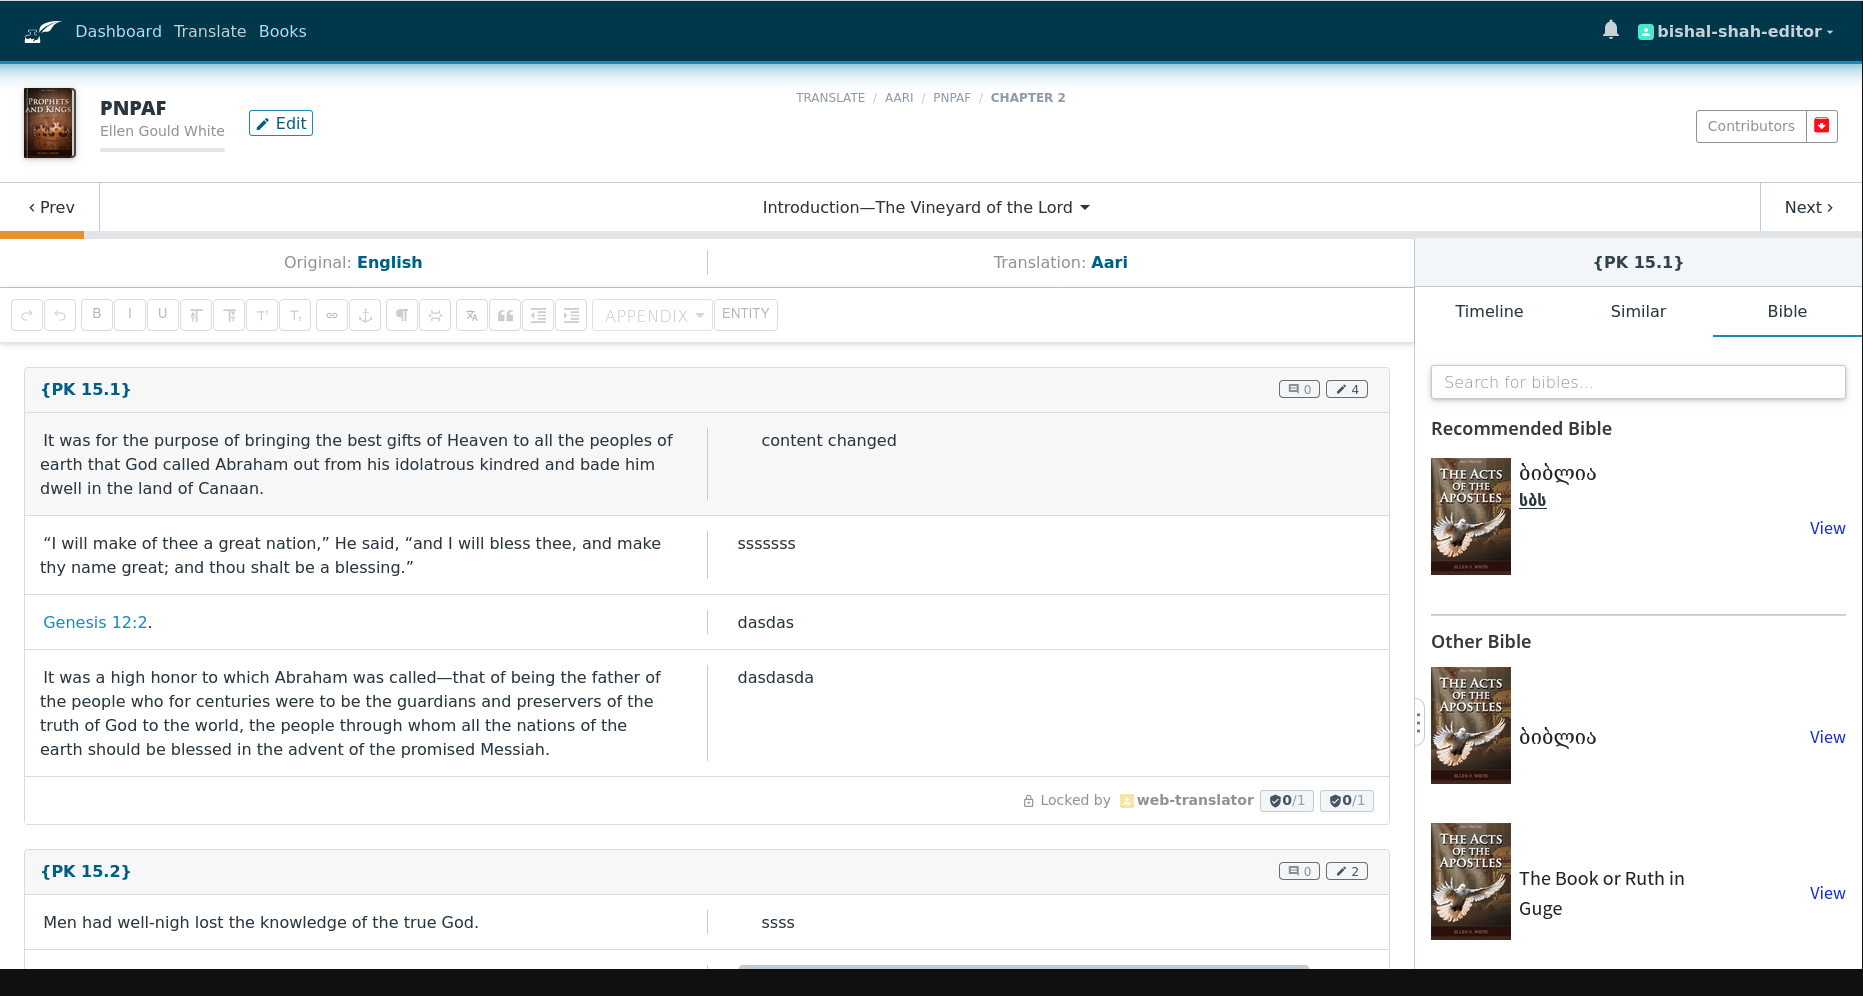 Dashboard Translate Books
bishal-shah-editor
PROPHETS
AND KINGS
PNPAF
Ellen Gould White
Edit
TRANSLATE / AARI / PNPAF / CHAPTER 2
Contributors
‹ Prev
Introduction—The Vineyard of the Lord
Next ›
Original: English
Translation: Aari
{PK 15.1}
B I U T T T T APPENDIX ENTITY
Timeline Similar Bible
{PK 15.1}
0 4
It was for the purpose of bringing the best gifts of Heaven to all the peoples of
earth that God called Abraham out from his idolatrous kindred and bade him
dwell in the land of Canaan.
content changed
“I will make of thee a great nation,” He said, “and I will bless thee, and make
thy name great; and thou shalt be a blessing.”
sssssss
Genesis 12:2.
dasdas
It was a high honor to which Abraham was called—that of being the father of
the people who for centuries were to be the guardians and preservers of the
truth of God to the world, the people through whom all the nations of the
earth should be blessed in the advent of the promised Messiah.
dasdasda
Locked by web-translator 0/1 0/1
{PK 15.2}
0 2
Men had well-nigh lost the knowledge of the true God.
ssss
Search for bibles...
Recommended Bible
THE ACTS
OF THE
APOSTLES
ELLEN G. WHITE
ბიბლია
სბს
View
Other Bible
THE ACTS
OF THE
APOSTLES
ELLEN G. WHITE
ბიბლია
View
THE ACTS
OF THE
APOSTLES
ELLEN G. WHITE
The Book or Ruth in
Guge
View